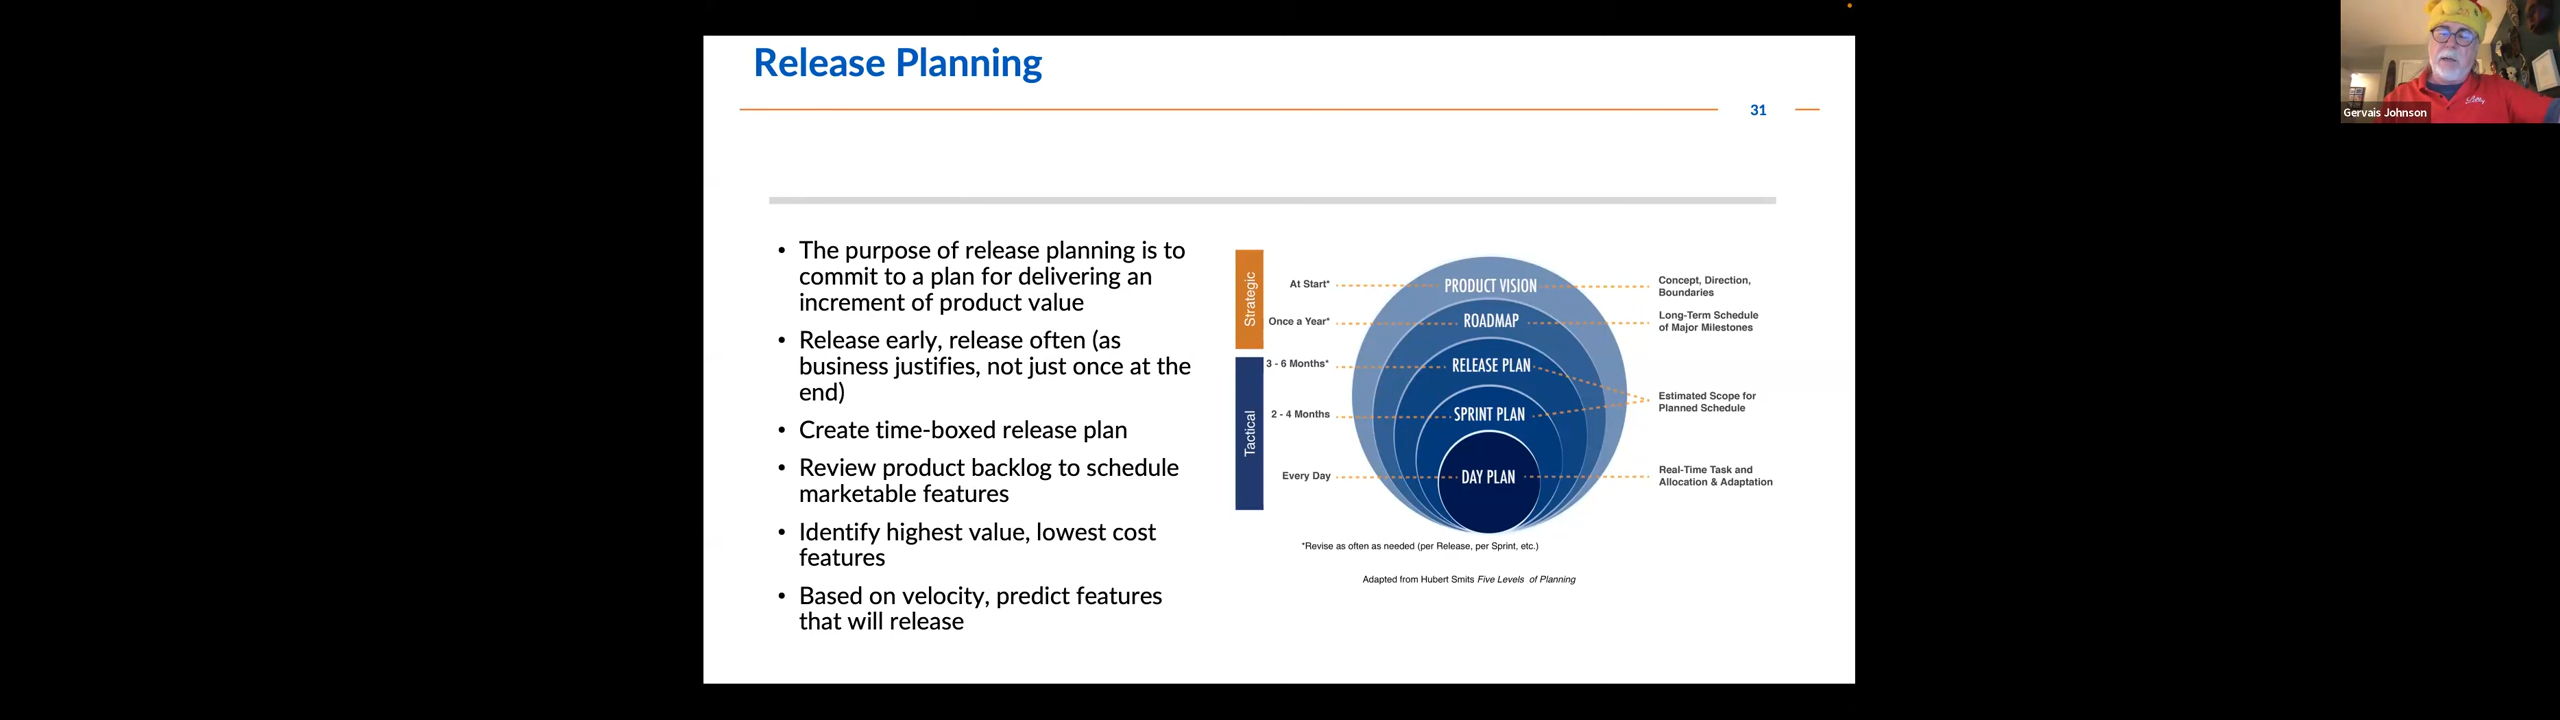 Release Planning
31
• The purpose of release planning is to
commit to a plan for delivering an
increment of product value
• Release early, release often (as
business justifies, not just once at the
end)
• Create time-boxed release plan
• Review product backlog to schedule
marketable features
• Identify highest value, lowest cost
features
• Based on velocity, predict features
that will release
Strategic
At Start*
PRODUCT VISION
Concept, Direction,
Boundaries
Once a Year*
ROADMAP
Long-Term Schedule
of Major Milestones
Tactical
3 - 6 Months*
RELEASE PLAN
2 - 4 Months
SPRINT PLAN
Estimated Scope for
Planned Schedule
Every Day
DAY PLAN
Real-Time Task and
Allocation & Adaptation
*Revise as often as needed (per Release, per Sprint, etc.)
Adapted from Hubert Smits Five Levels of Planning
Gervais Johnson